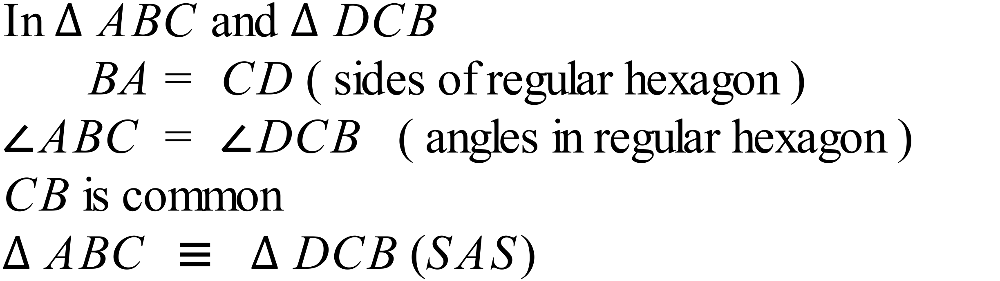 In Δ ABC and Δ DCB
BA = CD ( sides of regular hexagon )
∠ABC = ∠DCB ( angles in regular hexagon )
CB is common
Δ ABC ≡ Δ DCB (SAS)